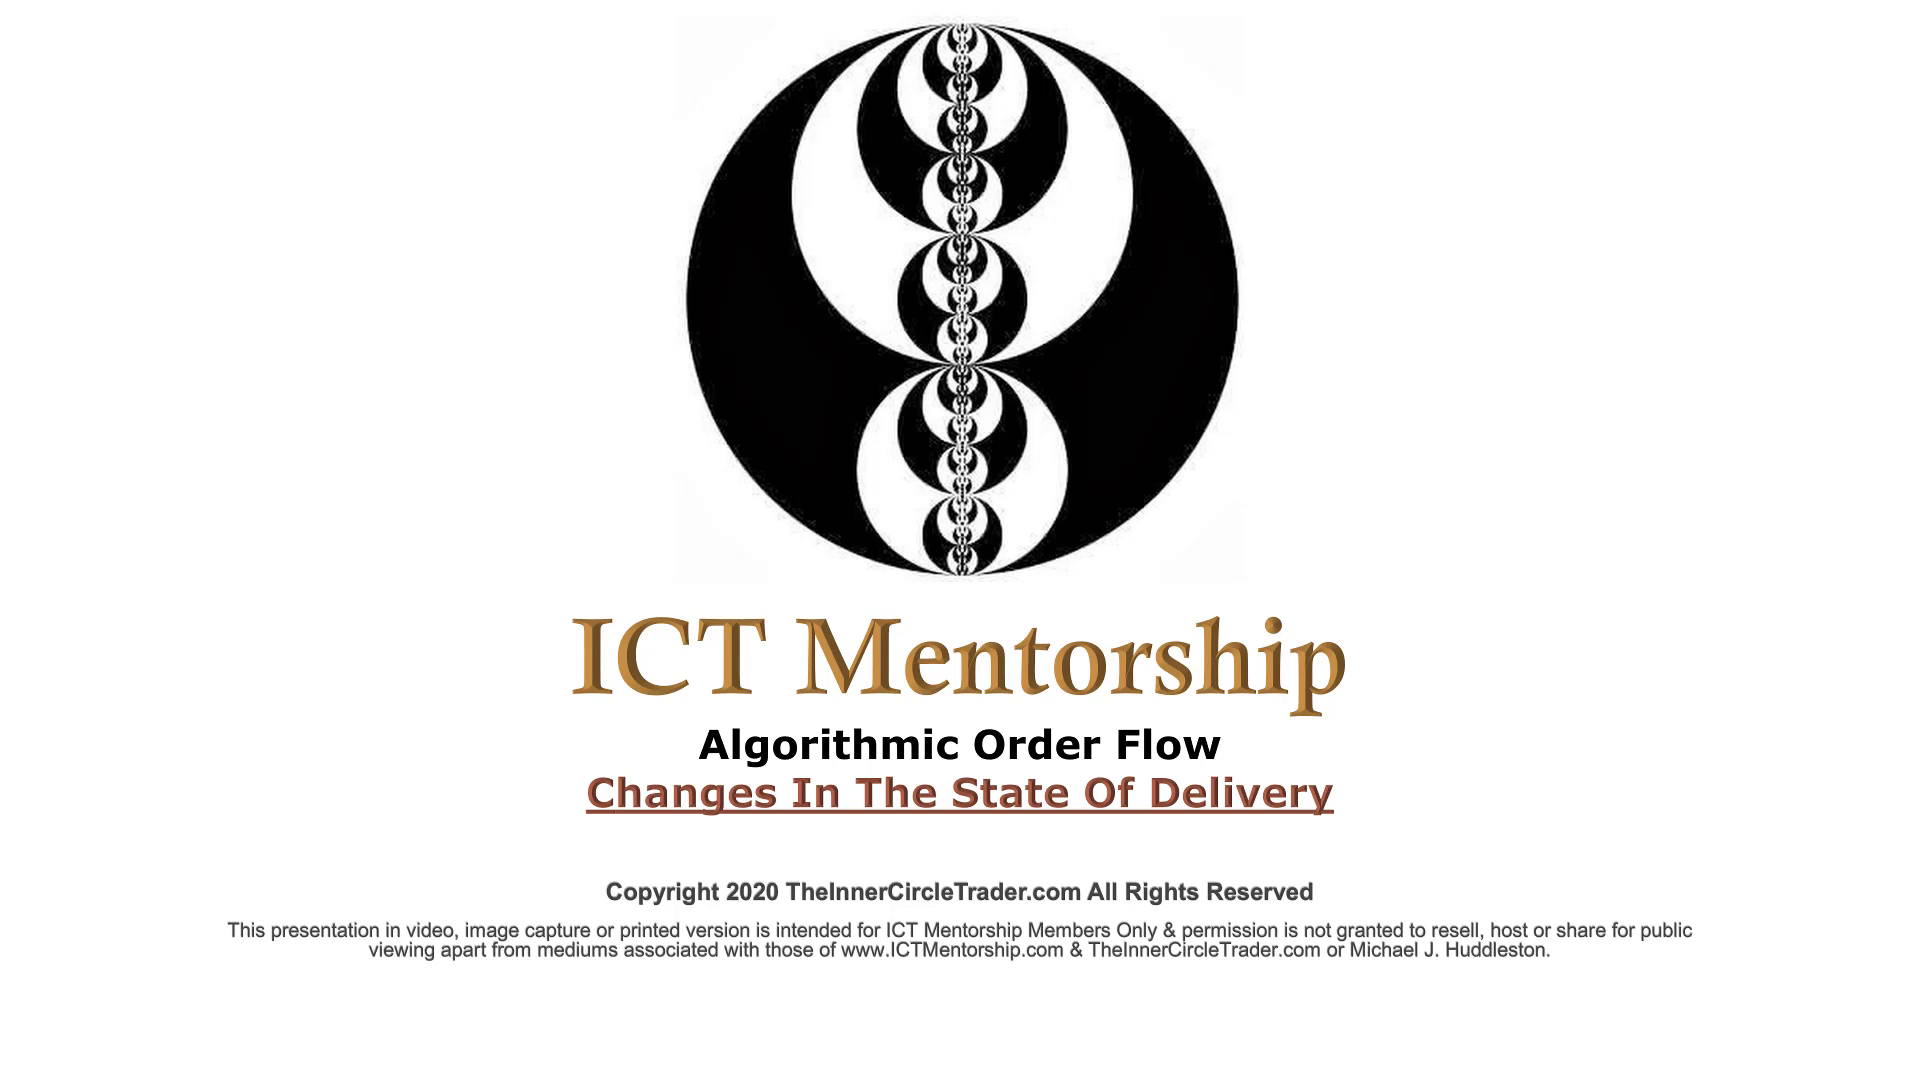 ICT Mentorship
Algorithmic Order Flow
Changes In The State Of Delivery
Copyright 2020 TheInnerCircleTrader.com All Rights Reserved
This presentation in video, image capture or printed version is intended for ICT Mentorship Members Only & permission is not granted to resell, host or share for public
viewing apart from mediums associated with those of www.ICTMentorship.com & TheInnerCircleTrader.com or Michael J. Huddleston.